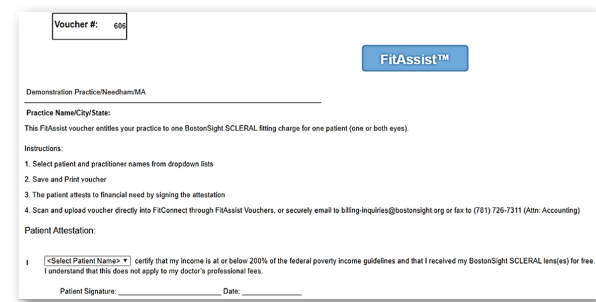 Voucher #: 606
FitAssist™
Demonstration Practice/Needham/MA
Practice Name/City/State:
This FitAssist voucher entitles your practice to one BostonSight SCLERAL fitting charge for one patient (one or both eyes).
Instructions:
1. Select patient and practitioner names from dropdown lists
2. Save and Print voucher
3. The patient attests to financial need by signing the attestation
4. Scan and upload voucher directly into FitConnect through FitAssist Vouchers, or securely email to billing-inquiries@bostonsight.org or fax to (781) 726-7311 (Attn: Accounting)
Patient Attestation:
I <Select Patient Name> ▼ certify that my income is at or below 200% of the federal poverty income guidelines and that I received my BostonSight SCLERAL lens(es) for free.
I understand that this does not apply to my doctor's professional fees.
Patient Signature: ____________________ Date: ____________